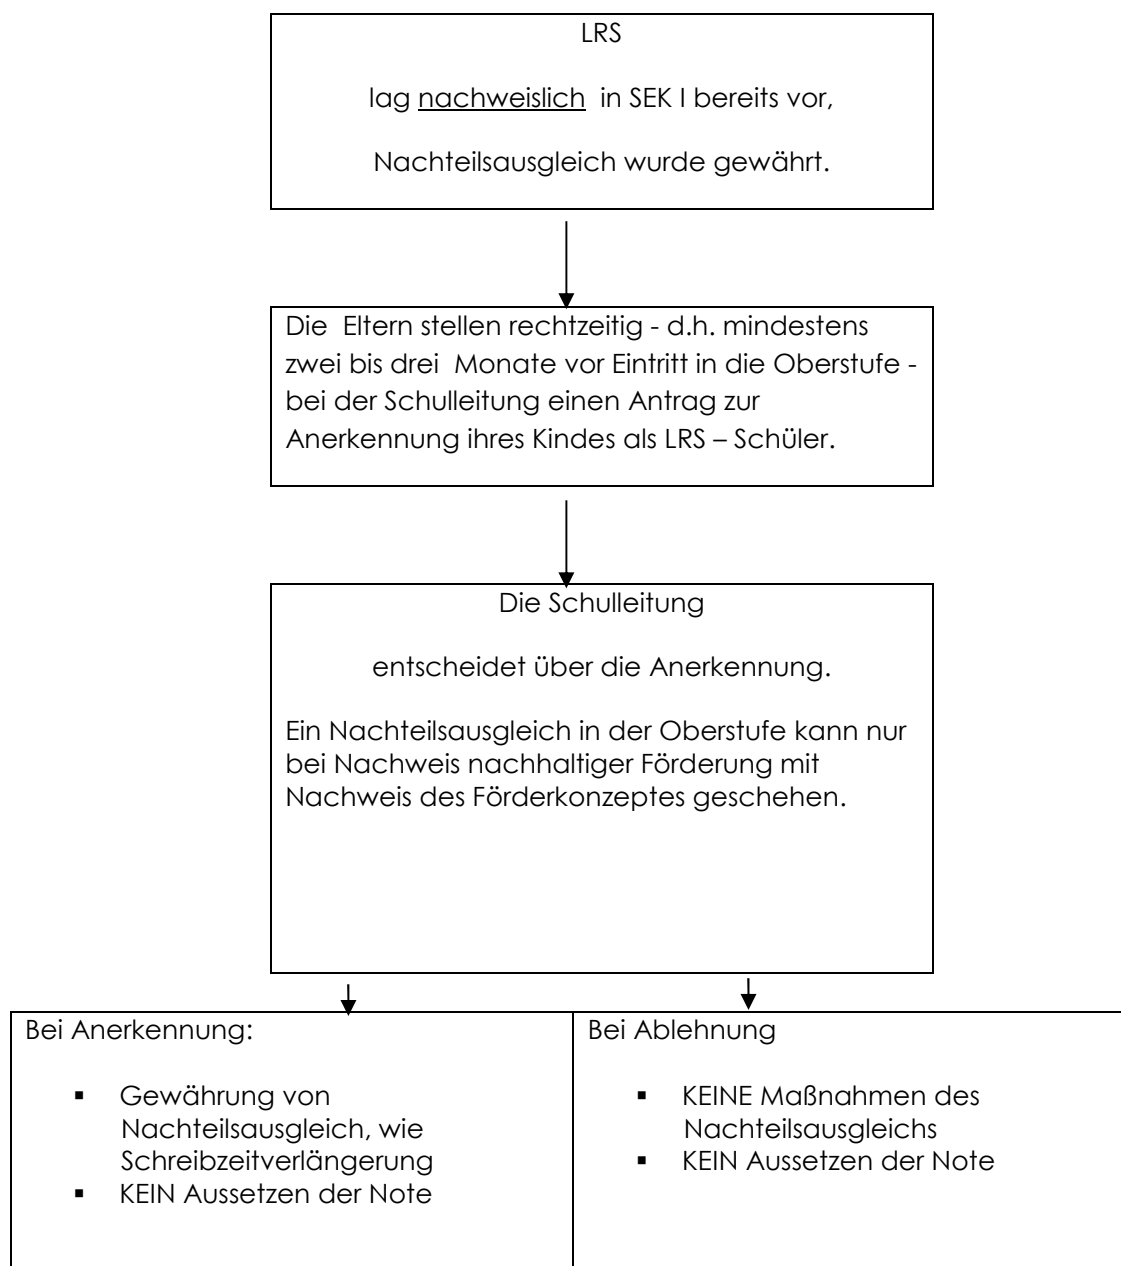 LRS
lag nachweislich in SEK I bereits vor,
Nachteilsausgleich wurde gewährt.
Die Eltern stellen rechtzeitig - d.h. mindestens
zwei bis drei Monate vor Eintritt in die Oberstufe -
bei der Schulleitung einen Antrag zur
Anerkennung ihres Kindes als LRS – Schüler.
Die Schulleitung
entscheidet über die Anerkennung.
Ein Nachteilsausgleich in der Oberstufe kann nur
bei Nachweis nachhaltiger Förderung mit
Nachweis des Förderkonzeptes geschehen.
Bei Anerkennung:
▪ Gewährung von
Nachteilsausgleich, wie
Schreibzeitverlängerung
▪ KEIN Aussetzen der Note
Bei Ablehnung
▪ KEINE Maßnahmen des
Nachteilsausgleichs
▪ KEIN Aussetzen der Note